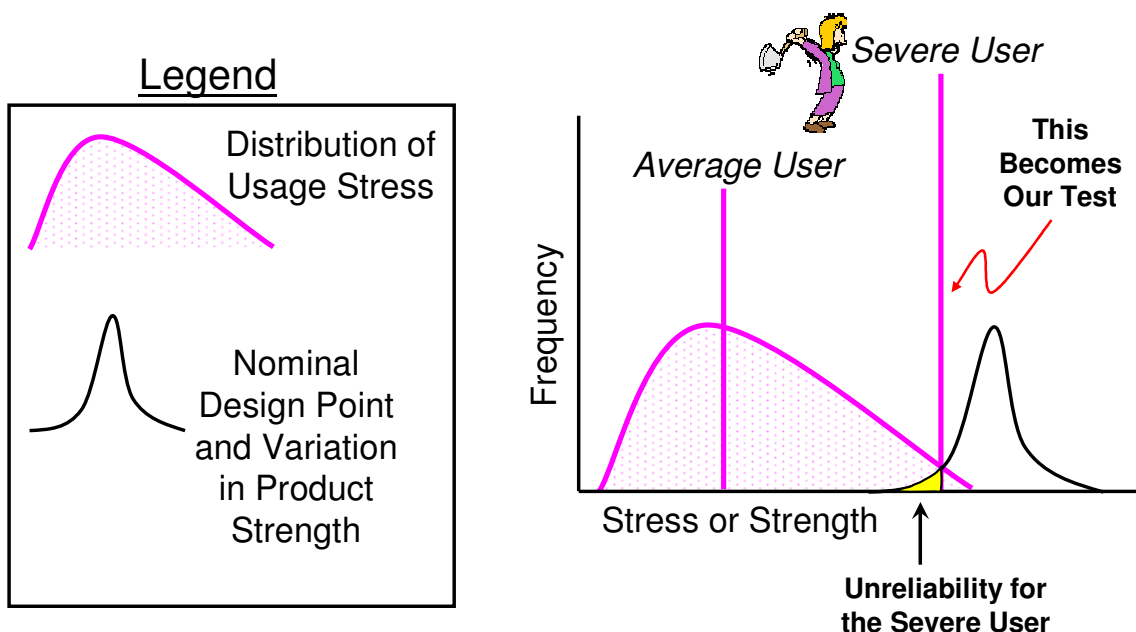 Legend
Distribution of
Usage Stress
Nominal
Design Point
and Variation
in Product
Strength
Severe User
Average User
This
Becomes
Our Test
Frequency
Stress or Strength
Unreliability for
the Severe User